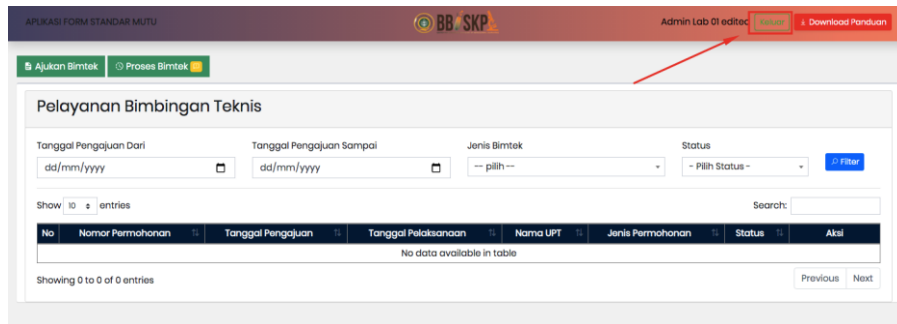 APLIKASI FORM STANDAR MUTU
BB SKP
Admin Lab 01 edited
Keluar
Download Panduan
Ajukan Bimtek
Proses Bimtek
Pelayanan Bimbingan Teknis
Tanggal Pengajuan Dari
Tanggal Pengajuan Sampai
Jenis Bimtek
Status
dd/mm/yyyy
dd/mm/yyyy
-- pilih --
- Pilih Status -
Filter
Show 10 entries
Search:
No
Nomor Permohonan
Tanggal Pengajuan
Tanggal Pelaksanaan
Nama UPT
Jenis Permohonan
Status
Aksi
No data available in table
Showing 0 to 0 of 0 entries
Previous
Next